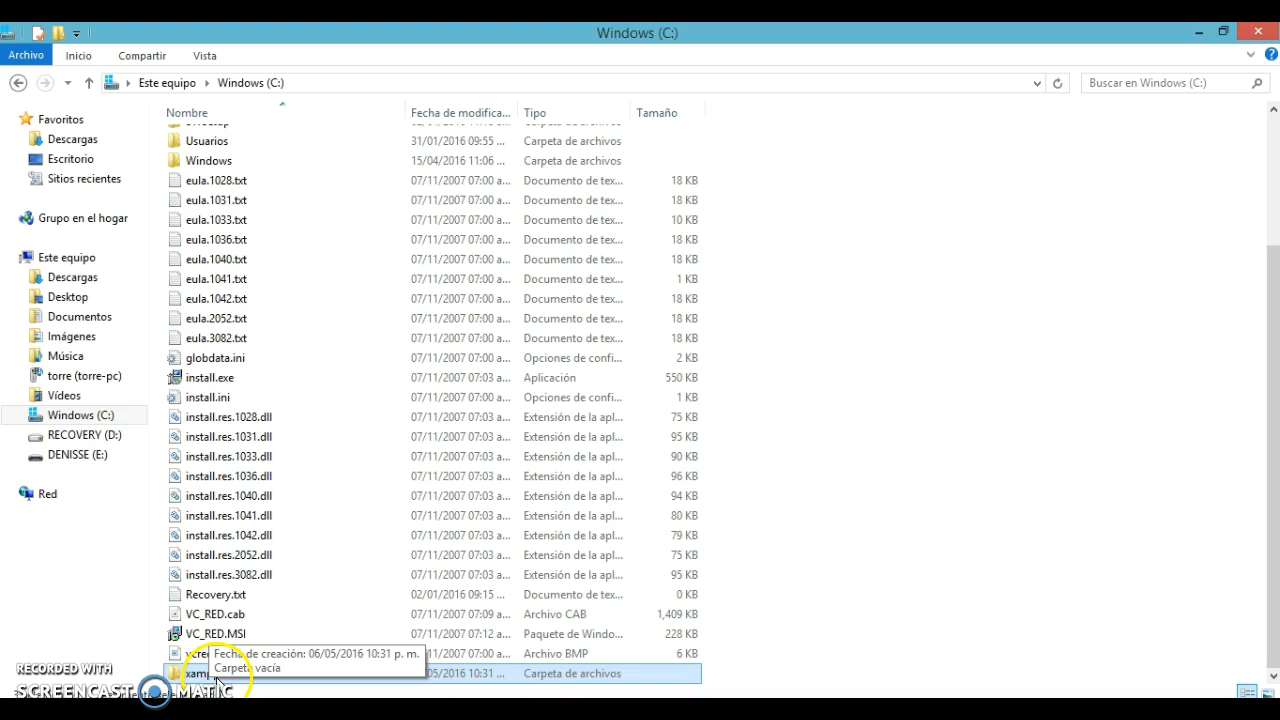 Windows (C:)
Archivo Inicio Compartir Vista
Este equipo Windows (C:) Buscar en Windows (C:)
Nombre Fecha de modifica... Tipo Tamaño
Favoritos
Descargas
Escritorio
Sitios recientes
Grupo en el hogar
Este equipo
Descargas
Desktop
Documentos
Imágenes
Música
torre (torre-pc)
Vídeos
Windows (C:)
RECOVERY (D:)
DENISSE (E:)
Red
Usuarios 31/01/2016 09:55 ... Carpeta de archivos
Windows 15/04/2016 11:06 ... Carpeta de archivos
eula.1028.txt 07/11/2007 07:00 a... Documento de tex... 18 KB
eula.1031.txt 07/11/2007 07:00 a... Documento de tex... 18 KB
eula.1033.txt 07/11/2007 07:00 a... Documento de tex... 10 KB
eula.1036.txt 07/11/2007 07:00 a... Documento de tex... 18 KB
eula.1040.txt 07/11/2007 07:00 a... Documento de tex... 18 KB
eula.1041.txt 07/11/2007 07:00 a... Documento de tex... 1 KB
eula.1042.txt 07/11/2007 07:00 a... Documento de tex... 18 KB
eula.2052.txt 07/11/2007 07:00 a... Documento de tex... 18 KB
eula.3082.txt 07/11/2007 07:00 a... Documento de tex... 18 KB
globdata.ini 07/11/2007 07:00 a... Opciones de confi... 2 KB
install.exe 07/11/2007 07:03 a... Aplicación 550 KB
install.ini 07/11/2007 07:00 a... Opciones de confi... 1 KB
install.res.1028.dll 07/11/2007 07:03 a... Extensión de la apl... 75 KB
install.res.1031.dll 07/11/2007 07:03 a... Extensión de la apl... 95 KB
install.res.1033.dll 07/11/2007 07:03 a... Extensión de la apl... 90 KB
install.res.1036.dll 07/11/2007 07:03 a... Extensión de la apl... 96 KB
install.res.1040.dll 07/11/2007 07:03 a... Extensión de la apl... 94 KB
install.res.1041.dll 07/11/2007 07:03 a... Extensión de la apl... 80 KB
install.res.1042.dll 07/11/2007 07:03 a... Extensión de la apl... 79 KB
install.res.2052.dll 07/11/2007 07:03 a... Extensión de la apl... 75 KB
install.res.3082.dll 07/11/2007 07:03 a... Extensión de la apl... 95 KB
Recovery.txt 02/01/2016 09:15 ... Documento de tex... 0 KB
VC_RED.cab 07/11/2007 07:09 a... Archivo CAB 1,409 KB
VC_RED.MSI 07/11/2007 07:12 a... Paquete de Windo... 228 KB
07:00 a... Archivo BMP 6 KB
Fecha de creación: 06/05/2016 10:31 p. m.
Carpeta vacía
xamp 05/2016 10:31 ... Carpeta de archivos
RECORDED WITH
SCREENCAST MATIC